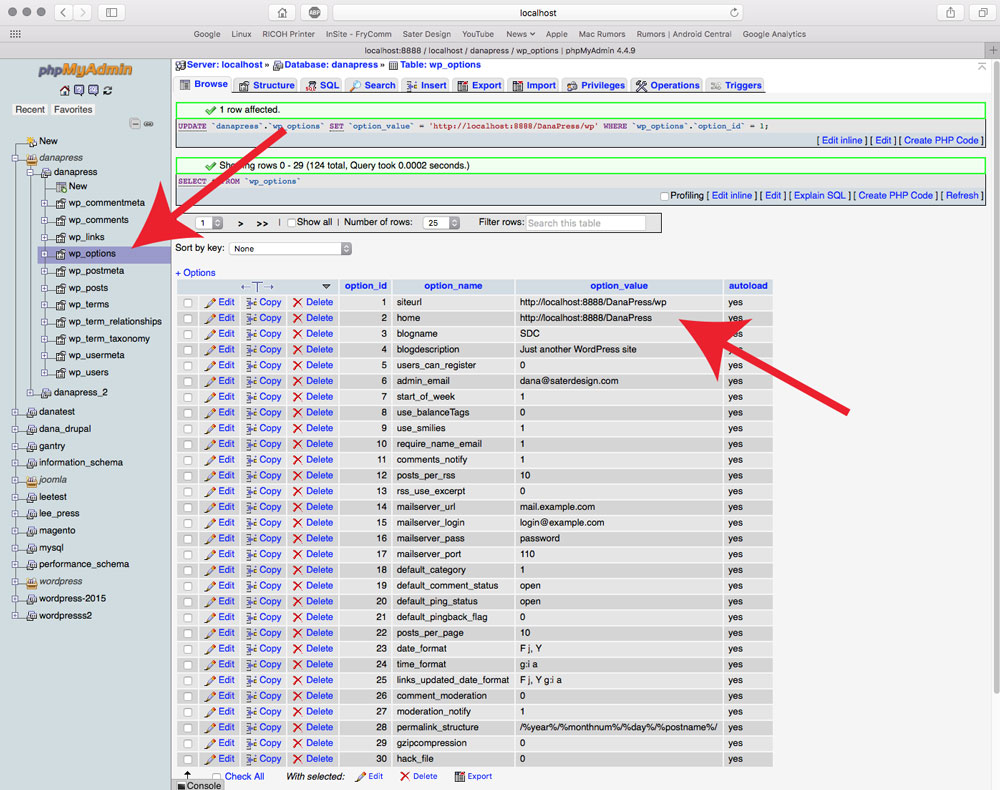 localhost
Google Linux RICOH Printer InSite - FryComm Sater Design YouTube News Apple Mac Rumors Rumors | Android Central Google Analytics
localhost:8888 / localhost / danapress / wp_options | phpMyAdmin 4.4.9
phpMyAdmin
Recent Favorites
New
danapress
danapress
New
wp_commentmeta
wp_comments
wp_links
wp_options
wp_postmeta
wp_posts
wp_terms
wp_term_relationships
wp_term_taxonomy
wp_usermeta
wp_users
danapress_2
danatest
dana_drupal
gantry
information_schema
joomla
leetest
lee_press
magento
mysql
performance_schema
wordpress
wordpress-2015
wordpresss2
Server: localhost » Database: danapress » Table: wp_options
Browse Structure SQL Search Insert Export Import Privileges Operations Triggers
1 row affected.
UPDATE `danapress`.`wp_options` SET `option_value` = 'http://localhost:8888/DanaPress/wp' WHERE `wp_options`.`option_id` = 1;
[ Edit inline ] [ Edit ] [ Create PHP Code ]
Showing rows 0 - 29 (124 total, Query took 0.0002 seconds.)
SELECT * FROM `wp_options`
Profiling [ Edit inline ] [ Edit ] [ Explain SQL ] [ Create PHP Code ] [ Refresh ]
1 > >> | Show all | Number of rows: 25 Filter rows: Search this table
Sort by key: None
+ Options
option_id option_name option_value autoload
Edit Copy Delete 1 siteurl http://localhost:8888/DanaPress/wp yes
Edit Copy Delete 2 home http://localhost:8888/DanaPress yes
Edit Copy Delete 3 blogname SDC yes
Edit Copy Delete 4 blogdescription Just another WordPress site yes
Edit Copy Delete 5 users_can_register 0 yes
Edit Copy Delete 6 admin_email dana@saterdesign.com yes
Edit Copy Delete 7 start_of_week 1 yes
Edit Copy Delete 8 use_balanceTags 0 yes
Edit Copy Delete 9 use_smilies 1 yes
Edit Copy Delete 10 require_name_email 1 yes
Edit Copy Delete 11 comments_notify 1 yes
Edit Copy Delete 12 posts_per_rss 10 yes
Edit Copy Delete 13 rss_use_excerpt 0 yes
Edit Copy Delete 14 mailserver_url mail.example.com yes
Edit Copy Delete 15 mailserver_login login@example.com yes
Edit Copy Delete 16 mailserver_pass password yes
Edit Copy Delete 17 mailserver_port 110 yes
Edit Copy Delete 18 default_category 1 yes
Edit Copy Delete 19 default_comment_status open yes
Edit Copy Delete 20 default_ping_status open yes
Edit Copy Delete 21 default_pingback_flag 0 yes
Edit Copy Delete 22 posts_per_page 10 yes
Edit Copy Delete 23 date_format F j, Y yes
Edit Copy Delete 24 time_format g:i a yes
Edit Copy Delete 25 links_updated_date_format F j, Y g:i a yes
Edit Copy Delete 26 comment_moderation 0 yes
Edit Copy Delete 27 moderation_notify 1 yes
Edit Copy Delete 28 permalink_structure /%year%/%monthnum%/%day%/%postname%/ yes
Edit Copy Delete 29 gzipcompression 0 yes
Edit Copy Delete 30 hack_file 0 yes
Check All With selected: Edit Delete Export
Console